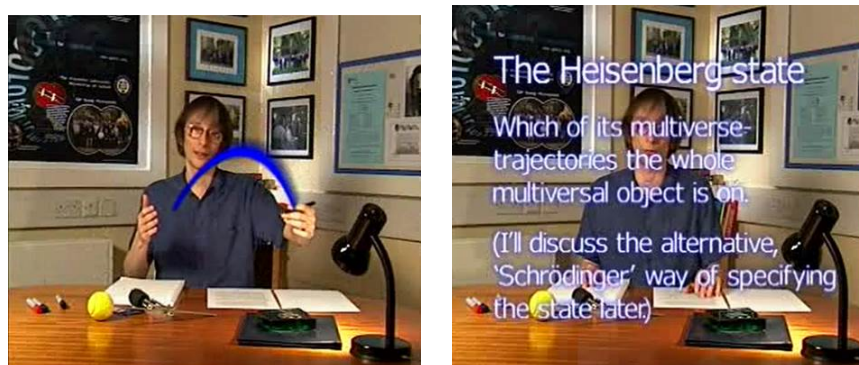 The Heisenberg state
Which of its multiverse-
trajectories the whole
multiversal object is on.
(I'll discuss the alternative,
'Schrödinger' way of specifying
the state later.)